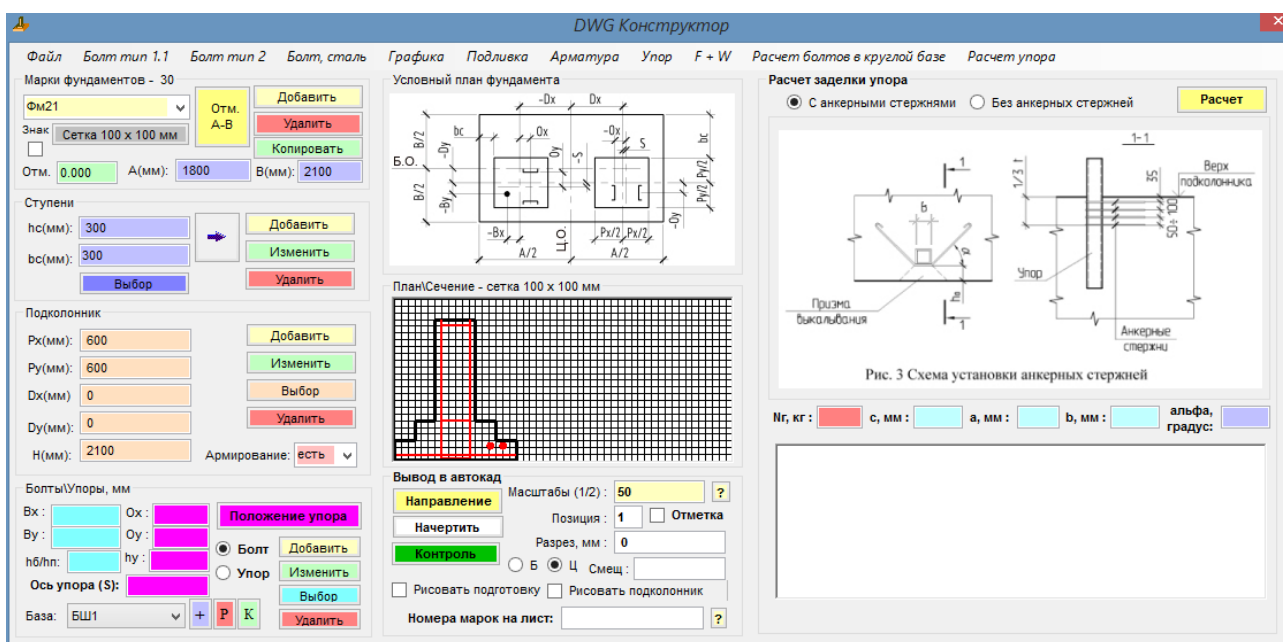 DWG Конструктор
Файл Болт тип 1.1 Болт тип 2 Болт, сталь Графика Подливка Арматура Упор F + W Расчет болтов в круглой базе Расчет упора
Марки фундаментов - 30
Фм21
Отм. А-В
Добавить
Знак
Сетка 100 x 100 мм
Удалить
Копировать
Отм. 0.000 А(мм): 1800 В(мм): 2100
Ступени
hc(мм): 300
Добавить
bc(мм): 300
Изменить
Выбор
Удалить
Подколонник
Px(мм): 600
Добавить
Py(мм): 600
Изменить
Dx(мм) 0
Выбор
Dy(мм): 0
Удалить
H(мм): 2100 Армирование: есть
Болты\Упоры, мм
Bx : Ox : Положение упора
By : Oy : Болт Добавить
hб/hп: hy : Упор Изменить
Ось упора (S): Выбор
База: БШ1 + Р К Удалить
Условный план фундамента
-Dx Dx
B/2 bc Ox -Ox S bc
-Dy Oy -S
Б.О.
Py/2 Py/2
B/2 -By
-Bx Ц.О. Px/2 Px/2 -Dy
A/2 A/2
План\Сечение - сетка 100 x 100 мм
Вывод в автокад
Направление Масштабы (1/2) : 50 ?
Начертить Позиция : 1 Отметка
Контроль Разрез, мм : 0
Б Ц Смещ :
Рисовать подготовку Рисовать подколонник
Номера марок на лист: ?
Расчет заделки упора
С анкерными стержнями Без анкерных стержней Расчет
1-1
1
1/3 t 35 Верх подколонника
b
50÷100
Упор
Призма выкалывания
1
Анкерные стержни
Рис. 3 Схема установки анкерных стержней
Nг, кг : c, мм : a, мм : b, мм : альфа, градус: